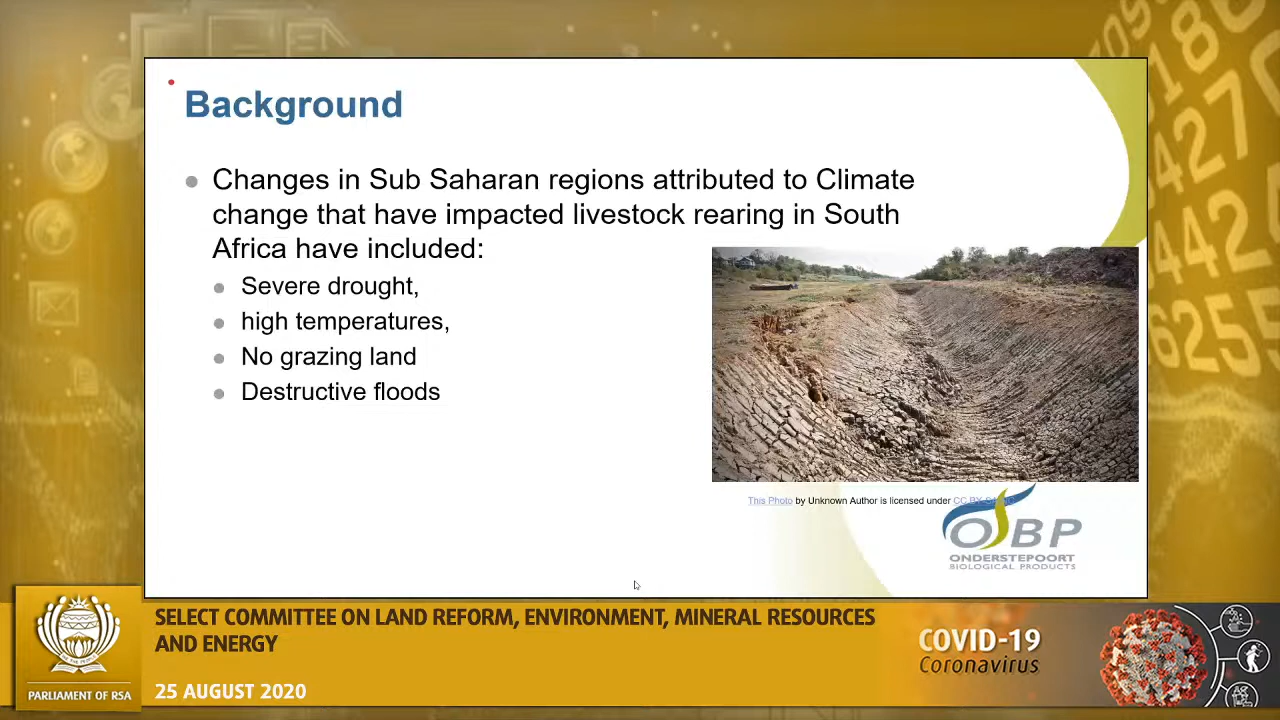 Background
Changes in Sub Saharan regions attributed to Climate
change that have impacted livestock rearing in South
Africa have included:
Severe drought,
high temperatures,
No grazing land
Destructive floods
This Photo by Unknown Author is licensed under CC BY
OBP
ONDERSTEPOORT
BIOLOGICAL PRODUCTS
SELECT COMMITTEE ON LAND REFORM, ENVIRONMENT, MINERAL RESOURCES
AND ENERGY
25 AUGUST 2020
PARLIAMENT OF RSA
COVID-19
Coronavirus